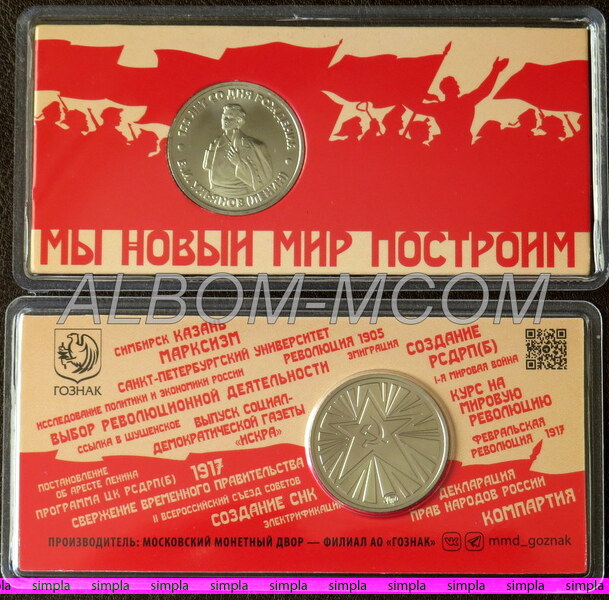 155 ЛЕТ СО ДНЯ РОЖДЕНИЯ
В.И. УЛЬЯНОВ (ЛЕНИН)
МЫ НОВЫЙ МИР ПОСТРОИМ
ALBOM-MCOM
ГОЗНАК
СИМБИРСК КАЗАНЬ
МАРКСИЗМ
САНКТ-ПЕТЕРБУРГСКИЙ УНИВЕРСИТЕТ
РЕВОЛЮЦИЯ 1905
ЭМИГРАЦИЯ
СОЗДАНИЕ
РСДРП(Б)
1-Я МИРОВАЯ ВОЙНА
ИССЛЕДОВАНИЕ ПОЛИТИКИ И ЭКОНОМИКИ РОССИИ
ВЫБОР РЕВОЛЮЦИОННОЙ ДЕЯТЕЛЬНОСТИ
ССЫЛКА В ШУШЕНСКОЕ
ВЫПУСК СОЦИАЛ-
ДЕМОКРАТИЧЕСКОЙ ГАЗЕТЫ
«ИСКРА»
КУРС НА
МИРОВУЮ
РЕВОЛЮЦИЮ
ФЕВРАЛЬСКАЯ
РЕВОЛЮЦИЯ 1917
ПОСТАНОВЛЕНИЕ
ОБ АРЕСТЕ ЛЕНИНА
ПРОГРАММА ЦК РСДРП(Б)
1917
СВЕРЖЕНИЕ ВРЕМЕННОГО ПРАВИТЕЛЬСТВА
II ВСЕРОССИЙСКИЙ СЪЕЗД СОВЕТОВ
СОЗДАНИЕ СНК
ЭЛЕКТРИФИКАЦИЯ
ДЕКЛАРАЦИЯ
ПРАВ НАРОДОВ РОССИИ
КОМПАРТИЯ
ПРОИЗВОДИТЕЛЬ: МОСКОВСКИЙ МОНЕТНЫЙ ДВОР — ФИЛИАЛ АО «ГОЗНАК» mmd_goznak
simpla simpla simpla simpla simpla simpla simpla simpla simpla simpla